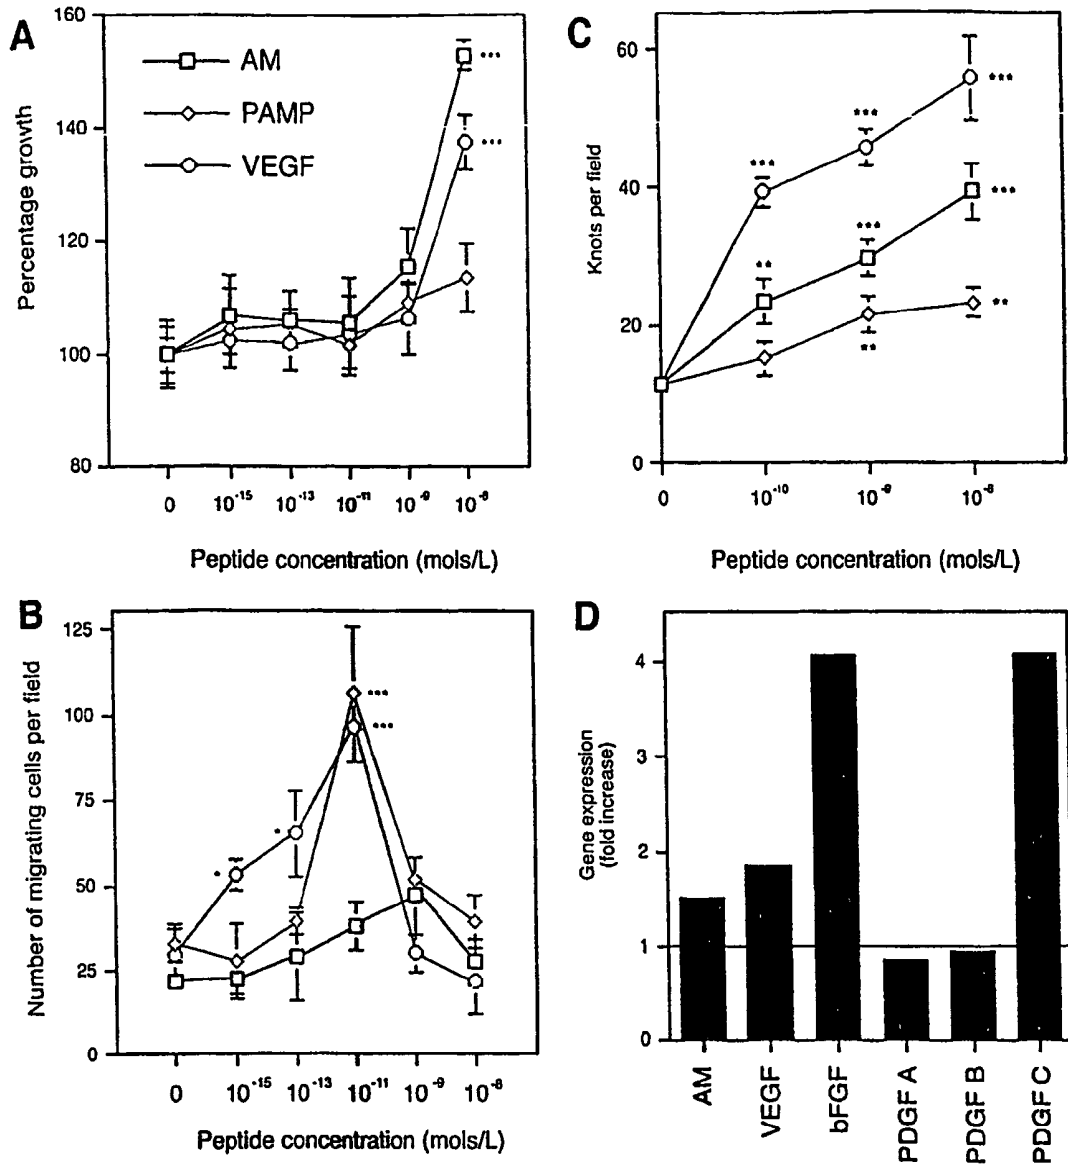 A
160
140
120
100
80
Percentage growth
AM
PAMP
VEGF
***
***
0 10-15 10-13 10-11 10-9 10-8
Peptide concentration (mols/L)
C
60
40
20
0
Knots per field
***
***
***
**
***
***
**
**
0 10-10 10-9 10-8
Peptide concentration (mols/L)
B
125
100
75
50
25
0
Number of migrating cells per field
***
***
*
*
0 10-15 10-13 10-11 10-9 10-8
Peptide concentration (mols/L)
D
4
3
2
1
0
Gene expression
(fold increase)
AM
VEGF
bFGF
PDGF A
PDGF B
PDGF C